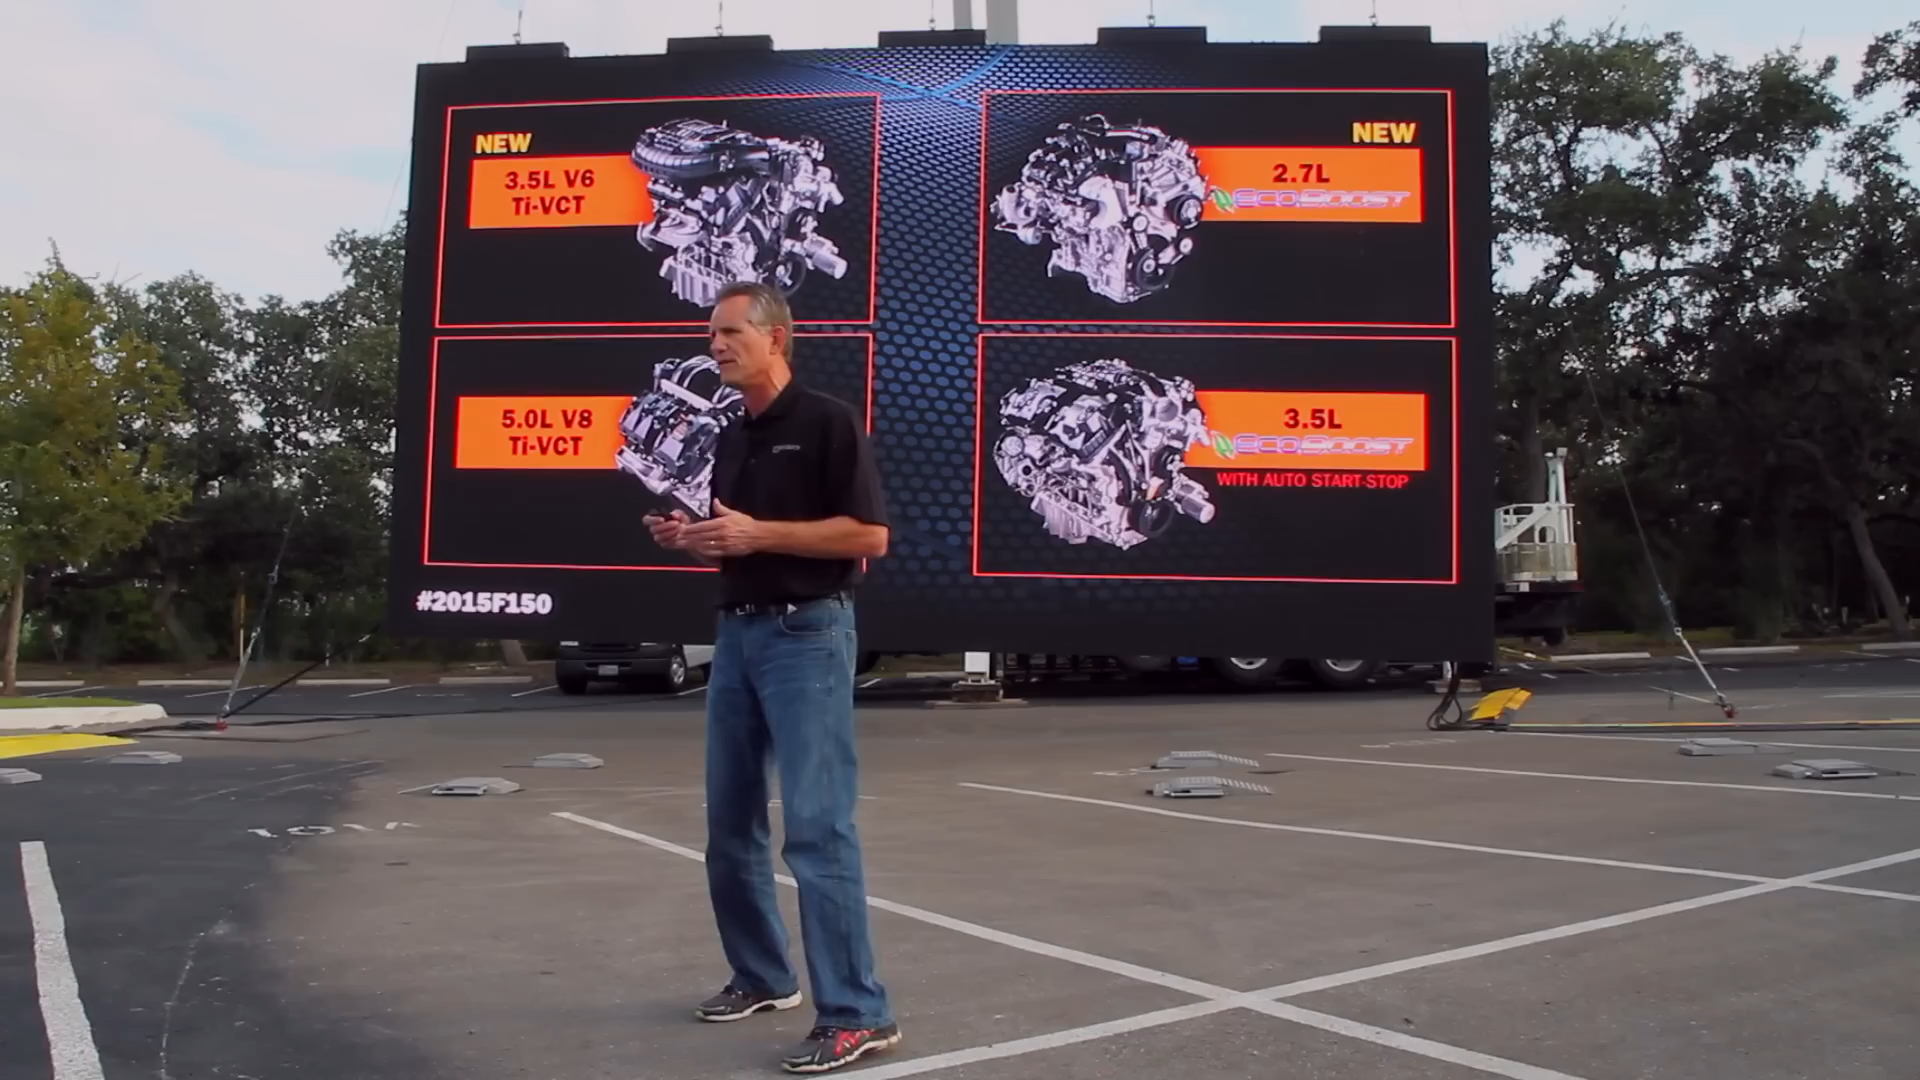 NEW
3.5L V6
Ti-VCT
NEW
2.7L
EcoBoost
5.0L V8
Ti-VCT
3.5L
EcoBoost
WITH AUTO START-STOP
#2015F150